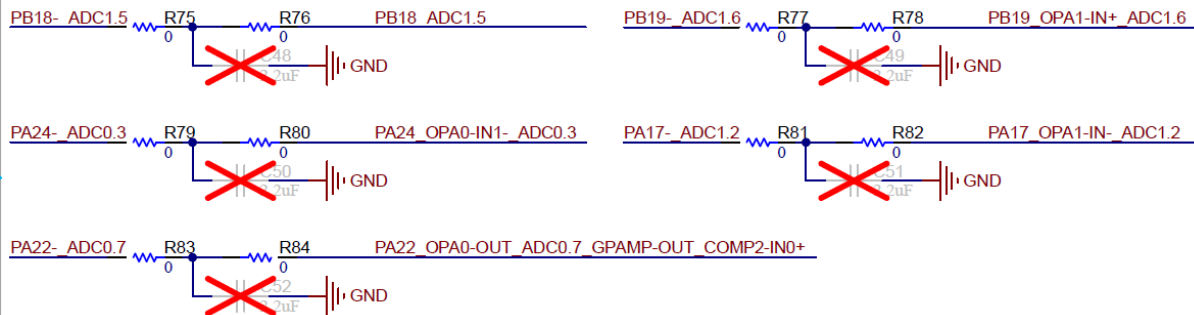 PB18-_ADC1.5 R75 R76 PB18_ADC1.5 PB19-_ADC1.6 R77 R78 PB19_OPA1-IN+_ADC1.6
0 0 0 0
GND GND
PA24-_ADC0.3 R79 R80 PA24_OPA0-IN1-_ADC0.3 PA17-_ADC1.2 R81 R82 PA17_OPA1-IN-_ADC1.2
0 0 0 0
GND GND
PA22-_ADC0.7 R83 R84 PA22_OPA0-OUT_ADC0.7_GPAMP-OUT_COMP2-IN0+
0 0
GND